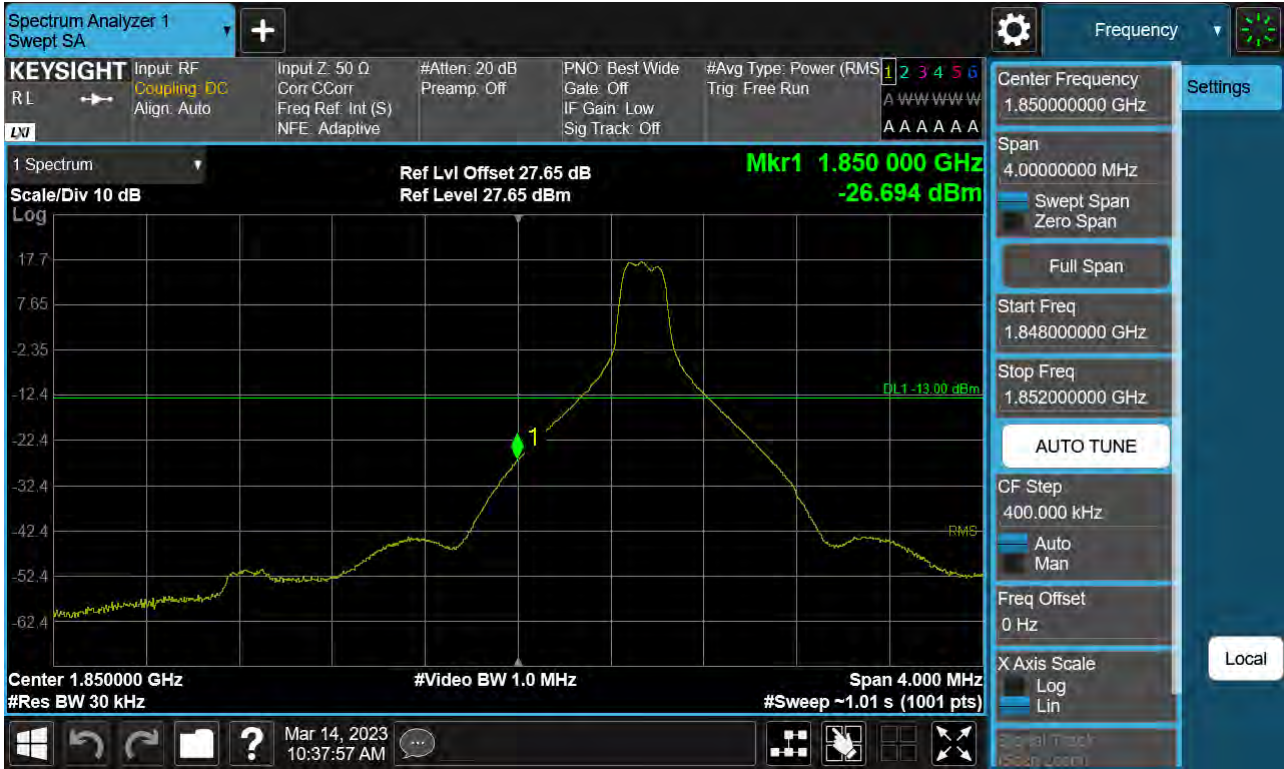 Spectrum Analyzer 1
Swept SA
Frequency
KEYSIGHT
R L
LXI
Input: RF
Coupling: DC
Align: Auto
Input Z: 50 Ω
Corr CCorr
Freq Ref: Int (S)
NFE: Adaptive
#Atten: 20 dB
Preamp: Off
PNO: Best Wide
Gate: Off
IF Gain: Low
Sig Track: Off
#Avg Type: Power (RMS
Trig: Free Run
1 2 3 4 5 6
A W W W W W
A A A A A A
1 Spectrum
Scale/Div 10 dB
Ref Lvl Offset 27.65 dB
Ref Level 27.65 dBm
Mkr1 1.850 000 GHz
-26.694 dBm
Log
17.7
7.65
-2.35
-12.4
-22.4
-32.4
-42.4
-52.4
-62.4
DL1 -13.00 dBm
1
RMS
Center 1.850000 GHz
#Video BW 1.0 MHz
Span 4.000 MHz
#Res BW 30 kHz
#Sweep ~1.01 s (1001 pts)
Center Frequency
1.850000000 GHz
Settings
Span
4.00000000 MHz
Swept Span
Zero Span
Full Span
Start Freq
1.848000000 GHz
Stop Freq
1.852000000 GHz
AUTO TUNE
CF Step
400.000 kHz
Auto
Man
Freq Offset
0 Hz
X Axis Scale
Log
Lin
Local
Signal Track
(Span Zoom)
?
Mar 14, 2023
10:37:57 AM